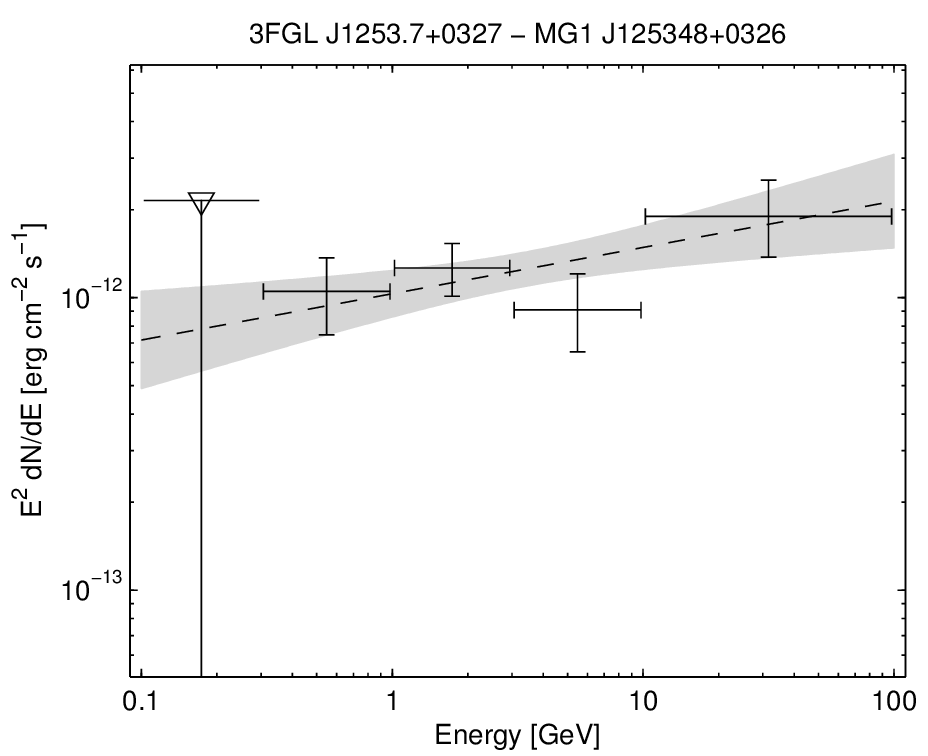 3FGL J1253.7+0327 − MG1 J125348+0326
E² dN/dE [erg cm⁻² s⁻¹]
10⁻¹²
10⁻¹³
0.1 1 10 100
Energy [GeV]